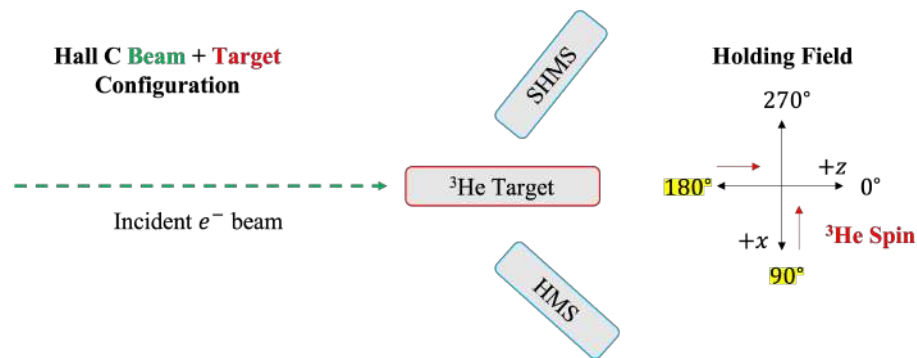 Hall C Beam + Target
Configuration
Incident e⁻ beam
SHMS
³He Target
HMS
Holding Field
270°
+z
180°
0°
+x
³He Spin
90°